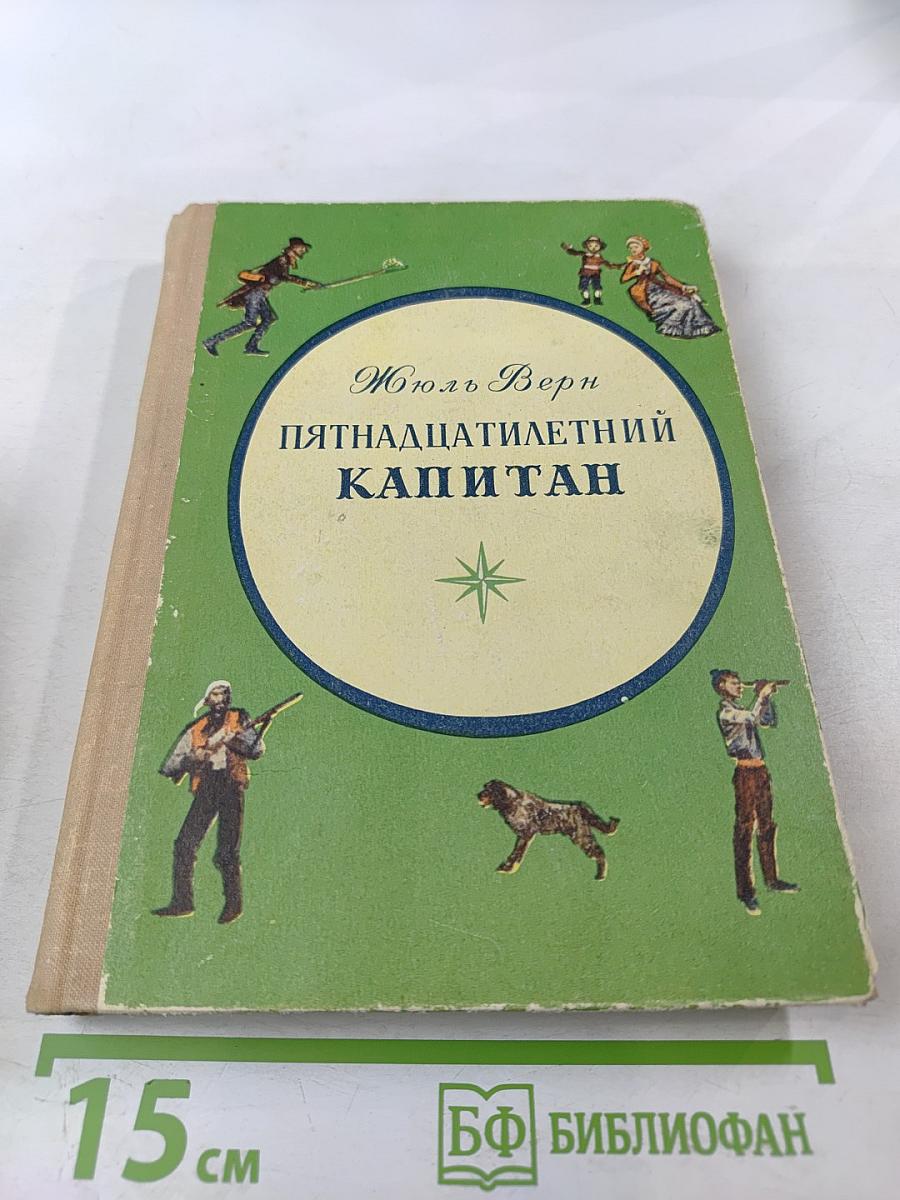 Жюль Верн
ПЯТНАДЦАТИЛЕТНИЙ
КАПИТАН
15 см
БФ БИБЛИОФАН